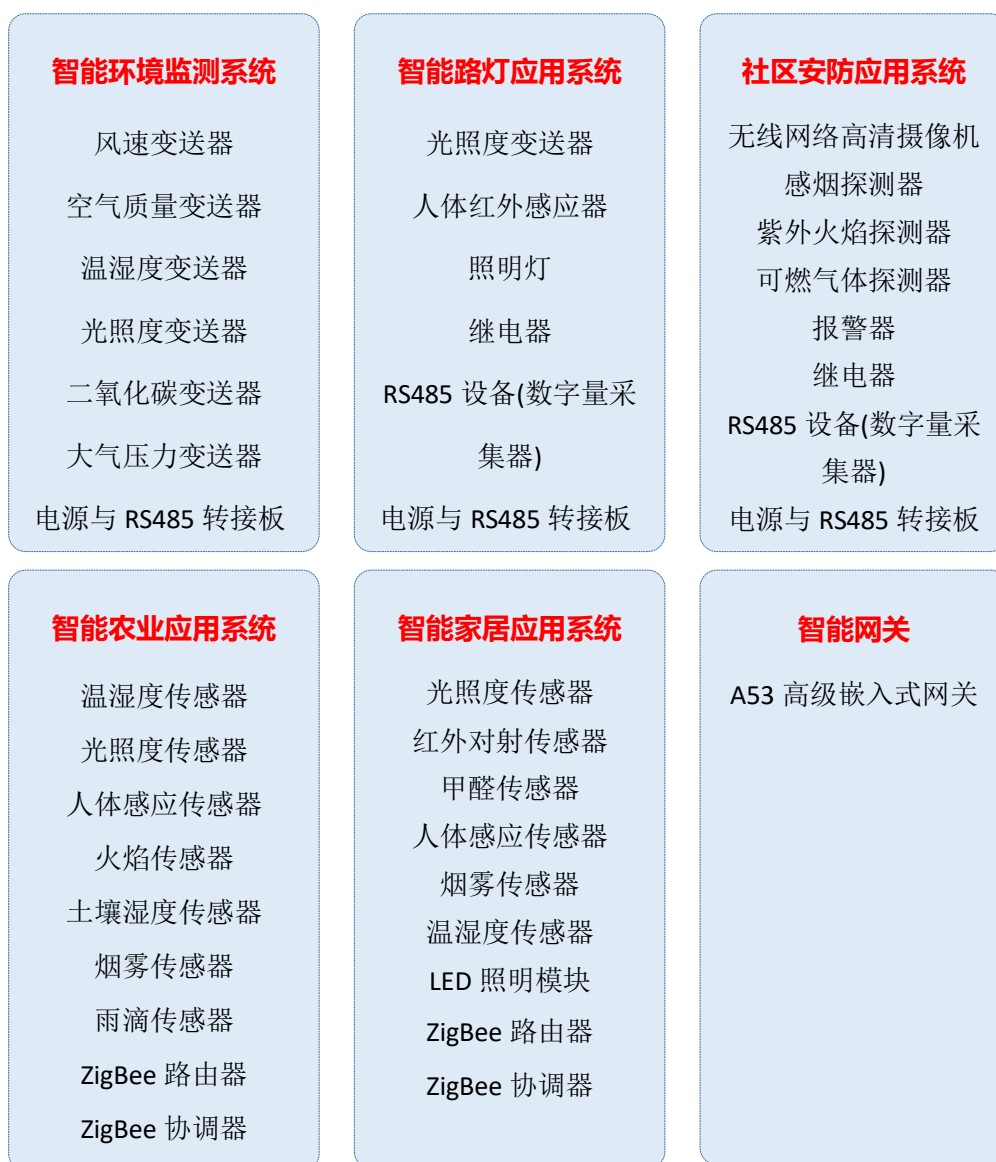 智能环境监测系统
风速变送器
空气质量变送器
温湿度变送器
光照度变送器
二氧化碳变送器
大气压力变送器
电源与 RS485 转接板
智能路灯应用系统
光照度变送器
人体红外感应器
照明灯
继电器
RS485 设备(数字量采
集器)
电源与 RS485 转接板
社区安防应用系统
无线网络高清摄像机
感烟探测器
紫外火焰探测器
可燃气体探测器
报警器
继电器
RS485 设备(数字量采
集器)
电源与 RS485 转接板
智能农业应用系统
温湿度传感器
光照度传感器
人体感应传感器
火焰传感器
土壤湿度传感器
烟雾传感器
雨滴传感器
ZigBee 路由器
ZigBee 协调器
智能家居应用系统
光照度传感器
红外对射传感器
甲醛传感器
人体感应传感器
烟雾传感器
温湿度传感器
LED 照明模块
ZigBee 路由器
ZigBee 协调器
智能网关
A53 高级嵌入式网关